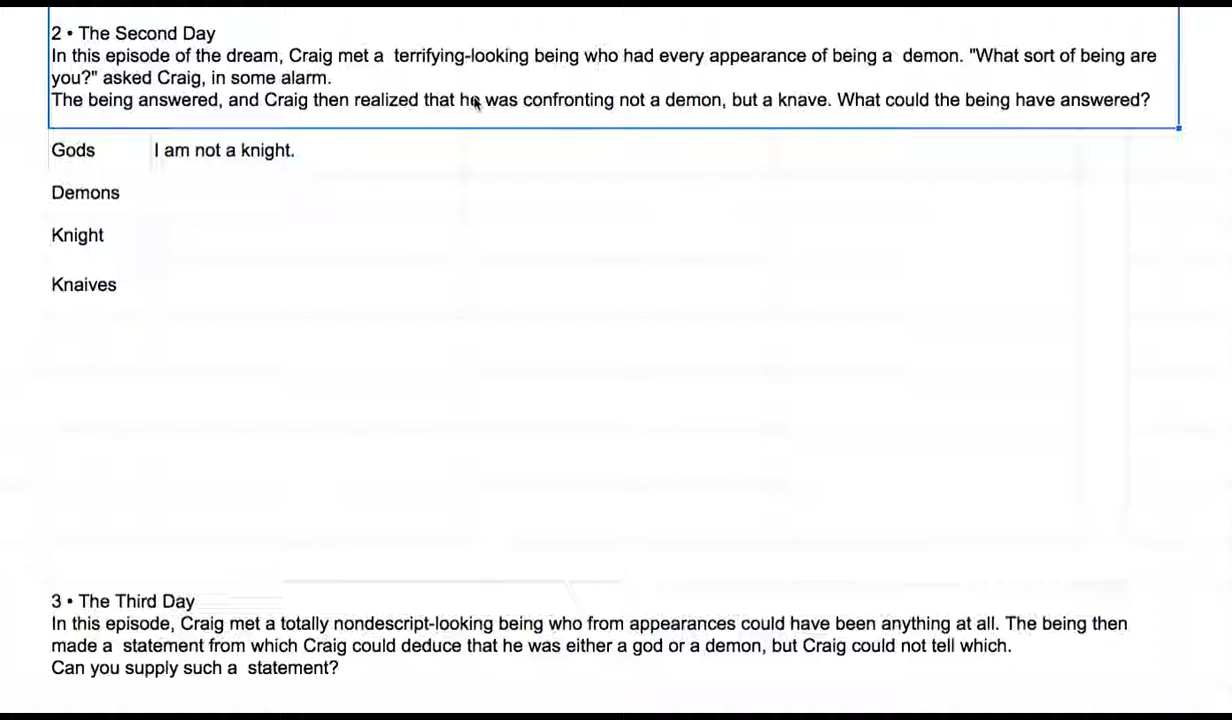 2 • The Second Day
In this episode of the dream, Craig met a  terrifying-looking being who had every appearance of being a  demon. "What sort of being are
you?" asked Craig, in some alarm.
The being answered, and Craig then realized that he was confronting not a demon, but a knave. What could the being have answered?
Gods I am not a knight.
Demons
Knight
Knaives
3 • The Third Day
In this episode, Craig met a totally nondescript-looking being who from appearances could have been anything at all. The being then
made a  statement from which Craig could deduce that he was either a god or a demon, but Craig could not tell which.
Can you supply such a  statement?